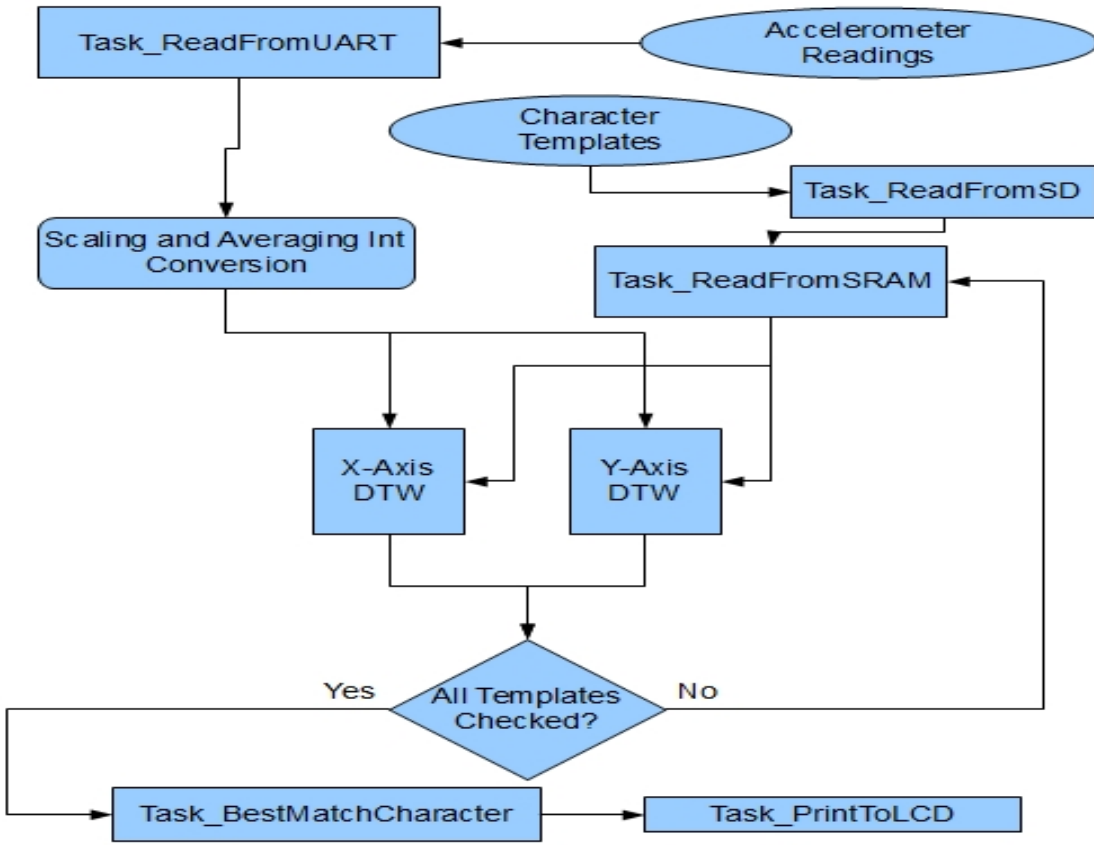 Task_ReadFromUART
Accelerometer
Readings
Character
Templates
Task_ReadFromSD
Scaling and Averaging Int
Conversion
Task_ReadFromSRAM
X-Axis
DTW
Y-Axis
DTW
Yes
All Templates
Checked?
No
Task_BestMatchCharacter
Task_PrintToLCD